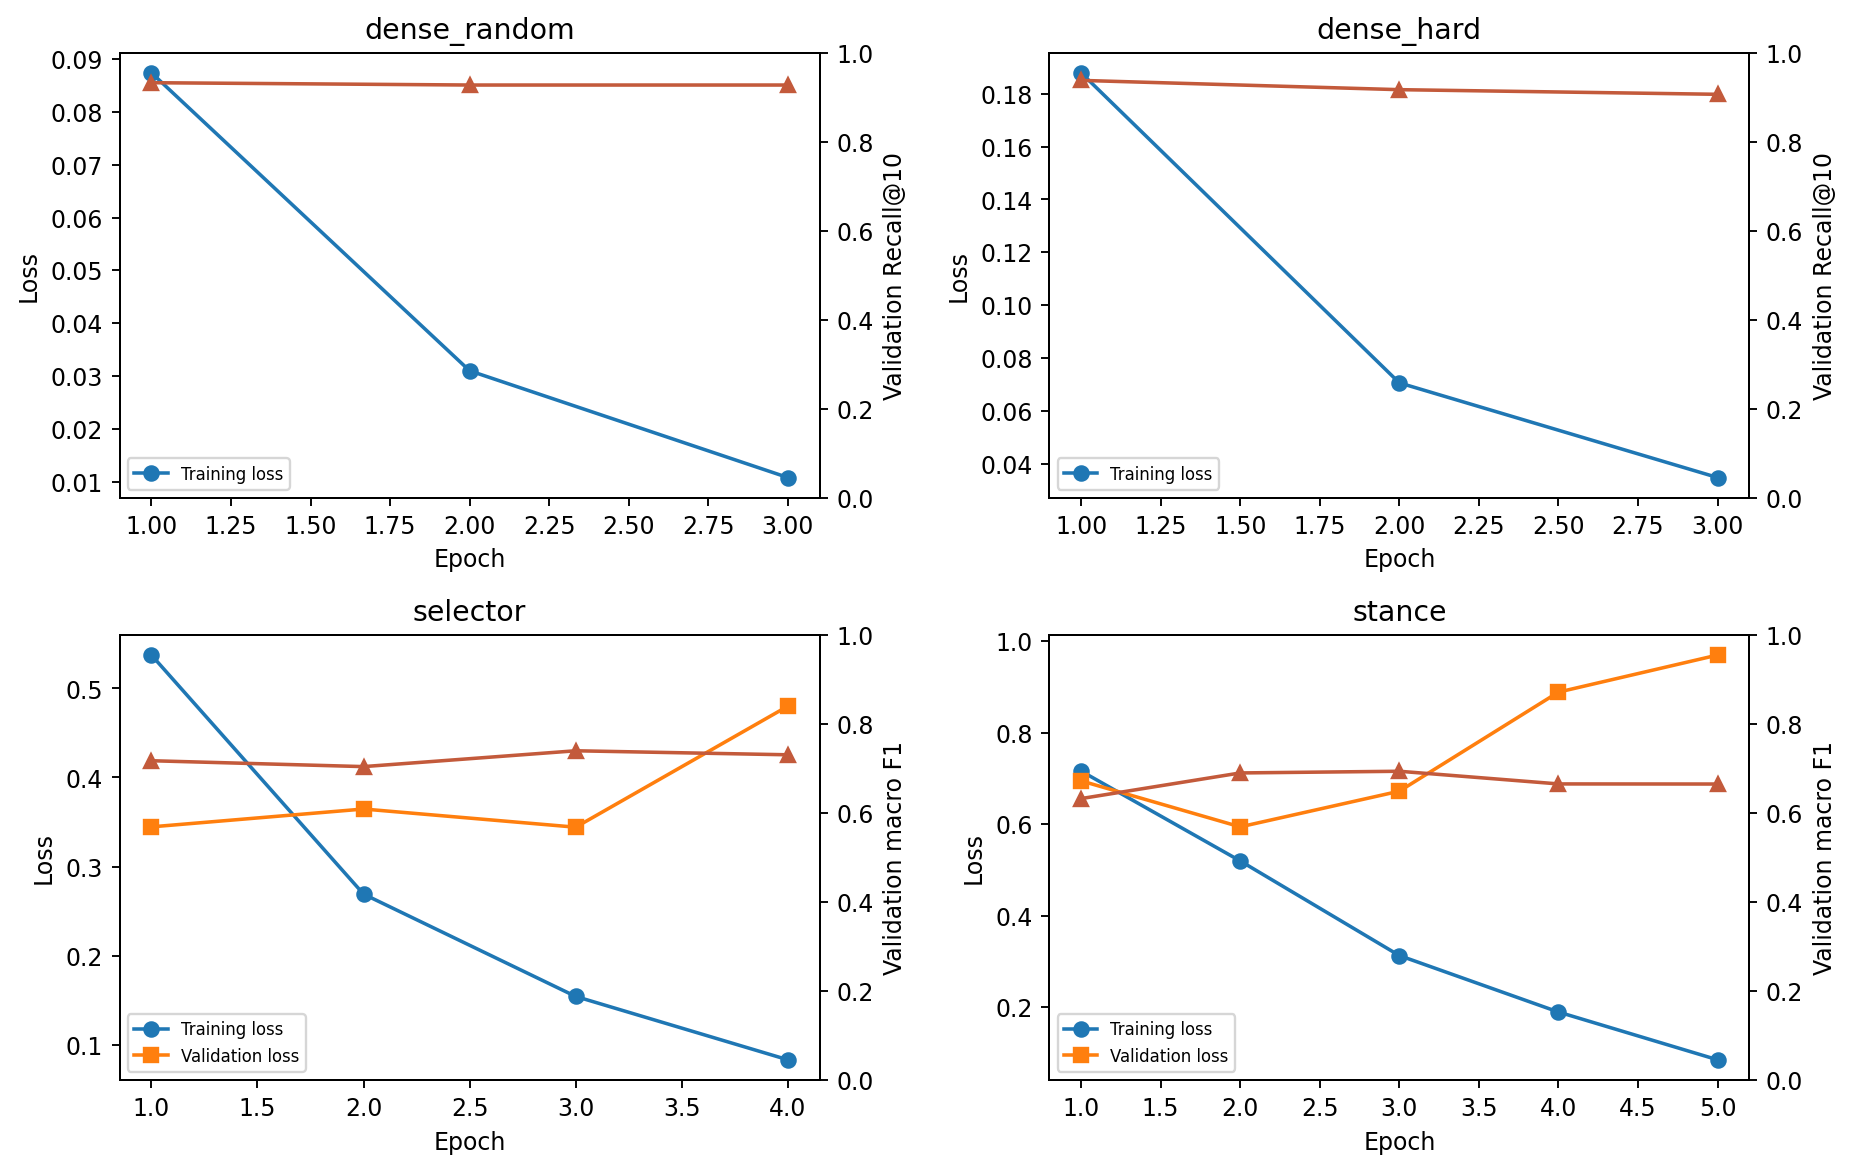 dense_random
0.09
0.08
0.07
0.06
0.05
0.04
0.03
0.02
0.01
Loss
1.0
0.8
0.6
0.4
0.2
0.0
Validation Recall@10
Training loss
1.00 1.25 1.50 1.75 2.00 2.25 2.50 2.75 3.00
Epoch
dense_hard
0.18
0.16
0.14
0.12
0.10
0.08
0.06
0.04
Loss
1.0
0.8
0.6
0.4
0.2
0.0
Validation Recall@10
Training loss
1.00 1.25 1.50 1.75 2.00 2.25 2.50 2.75 3.00
Epoch
selector
0.5
0.4
0.3
0.2
0.1
Loss
1.0
0.8
0.6
0.4
0.2
0.0
Validation macro F1
Training loss
Validation loss
1.0 1.5 2.0 2.5 3.0 3.5 4.0
Epoch
stance
1.0
0.8
0.6
0.4
0.2
Loss
1.0
0.8
0.6
0.4
0.2
0.0
Validation macro F1
Training loss
Validation loss
1.0 1.5 2.0 2.5 3.0 3.5 4.0 4.5 5.0
Epoch